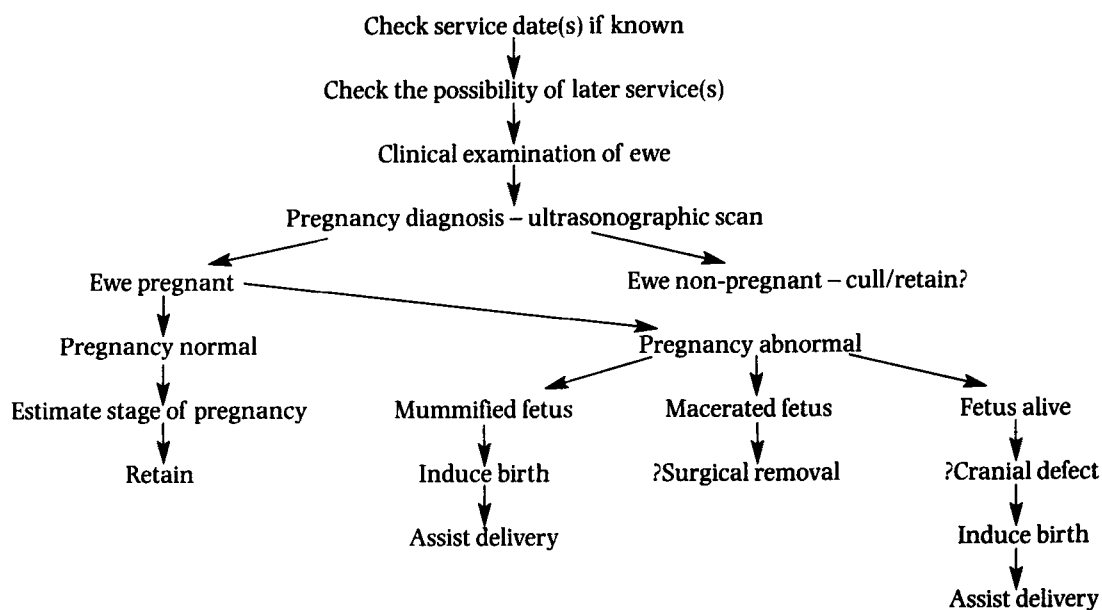 Check service date(s) if known
Check the possibility of later service(s)
Clinical examination of ewe
Pregnancy diagnosis – ultrasonographic scan
Ewe pregnant
Ewe non-pregnant – cull/retain?
Pregnancy normal
Pregnancy abnormal
Estimate stage of pregnancy
Mummified fetus
Macerated fetus
Fetus alive
Retain
Induce birth
?Surgical removal
?Cranial defect
Assist delivery
Induce birth
Assist delivery